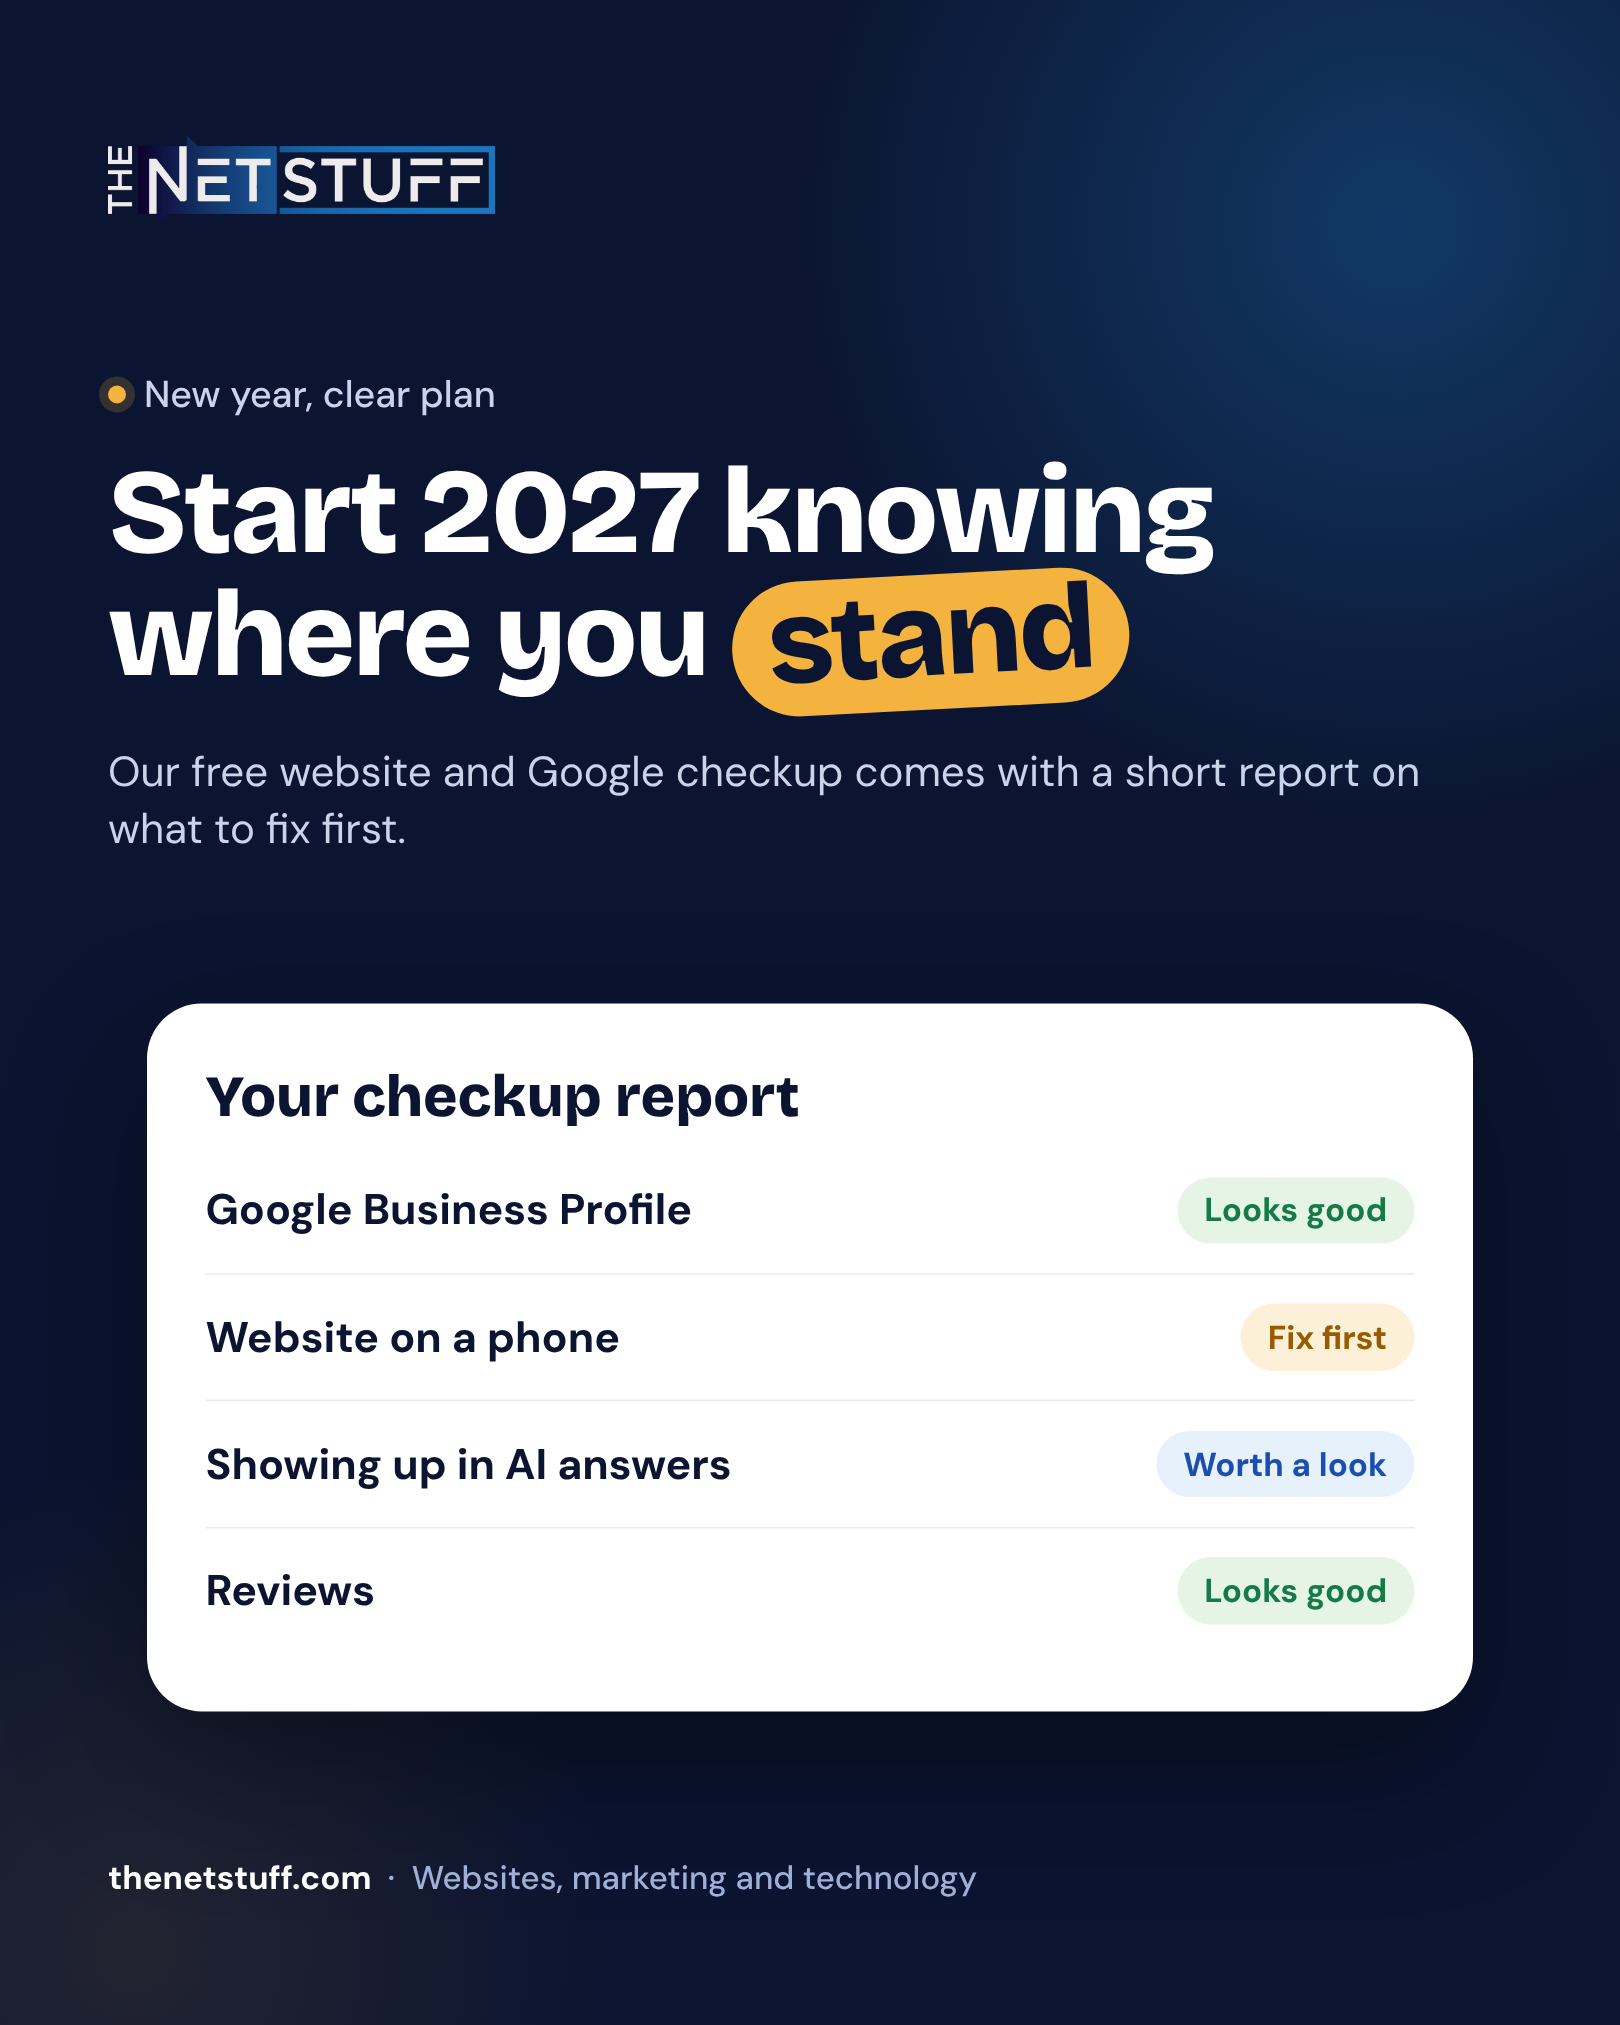 THE NETSTUFF
New year, clear plan
Start 2027 knowing
where you stand
Our free website and Google checkup comes with a short report on
what to fix first.
Your checkup report
Google Business Profile
Looks good
Website on a phone
Fix first
Showing up in AI answers
Worth a look
Reviews
Looks good
thenetstuff.com · Websites, marketing and technology